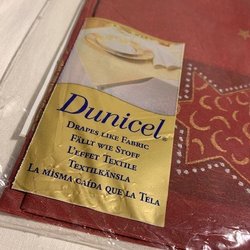 Dunicel®
Drapes like Fabric
Fällt wie Stoff
L'effet Textile
Textilkänsla
La misma caída que la Tela